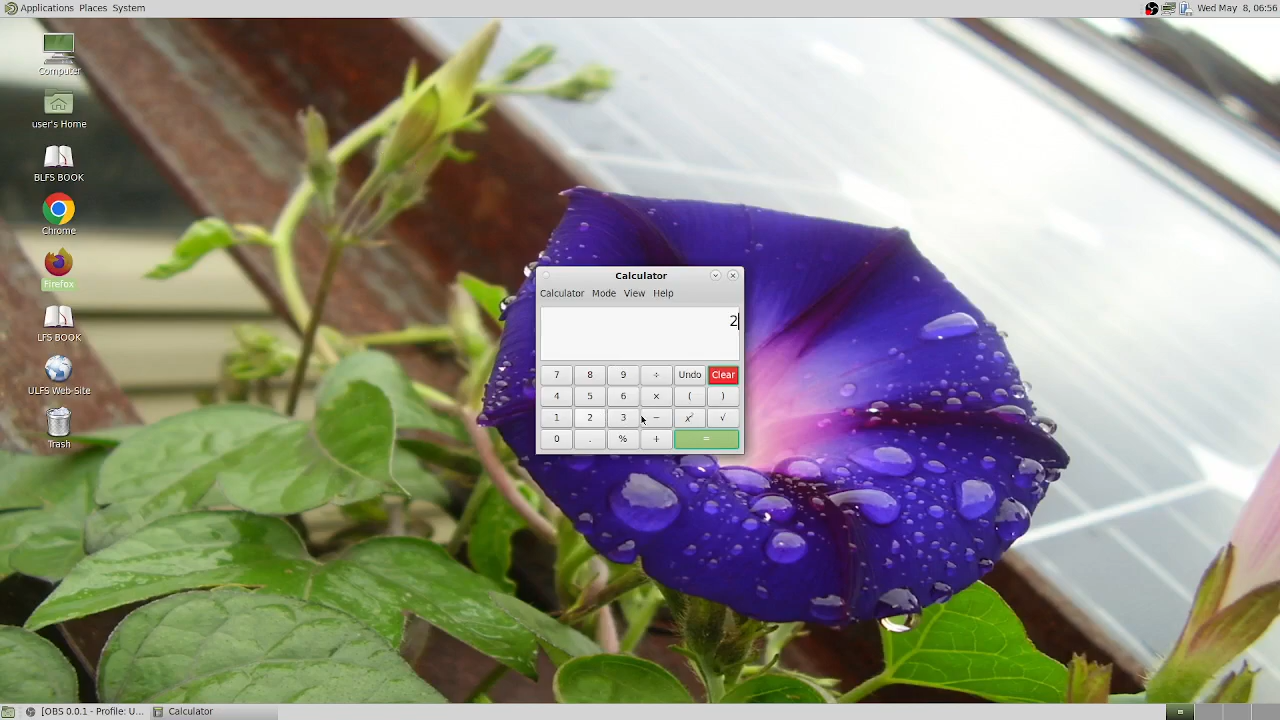 Applications Places System
Wed May 8, 06:56
Computer
user's Home
BLFS BOOK
Chrome
Firefox
LFS BOOK
ULFS Web-Site
Trash
Calculator
Calculator Mode View Help
2
7 8 9 ÷ Undo Clear
4 5 6 × ( )
1 2 3 − x² √
0 . % + =
[OBS 0.0.1 - Profile: U... Calculator